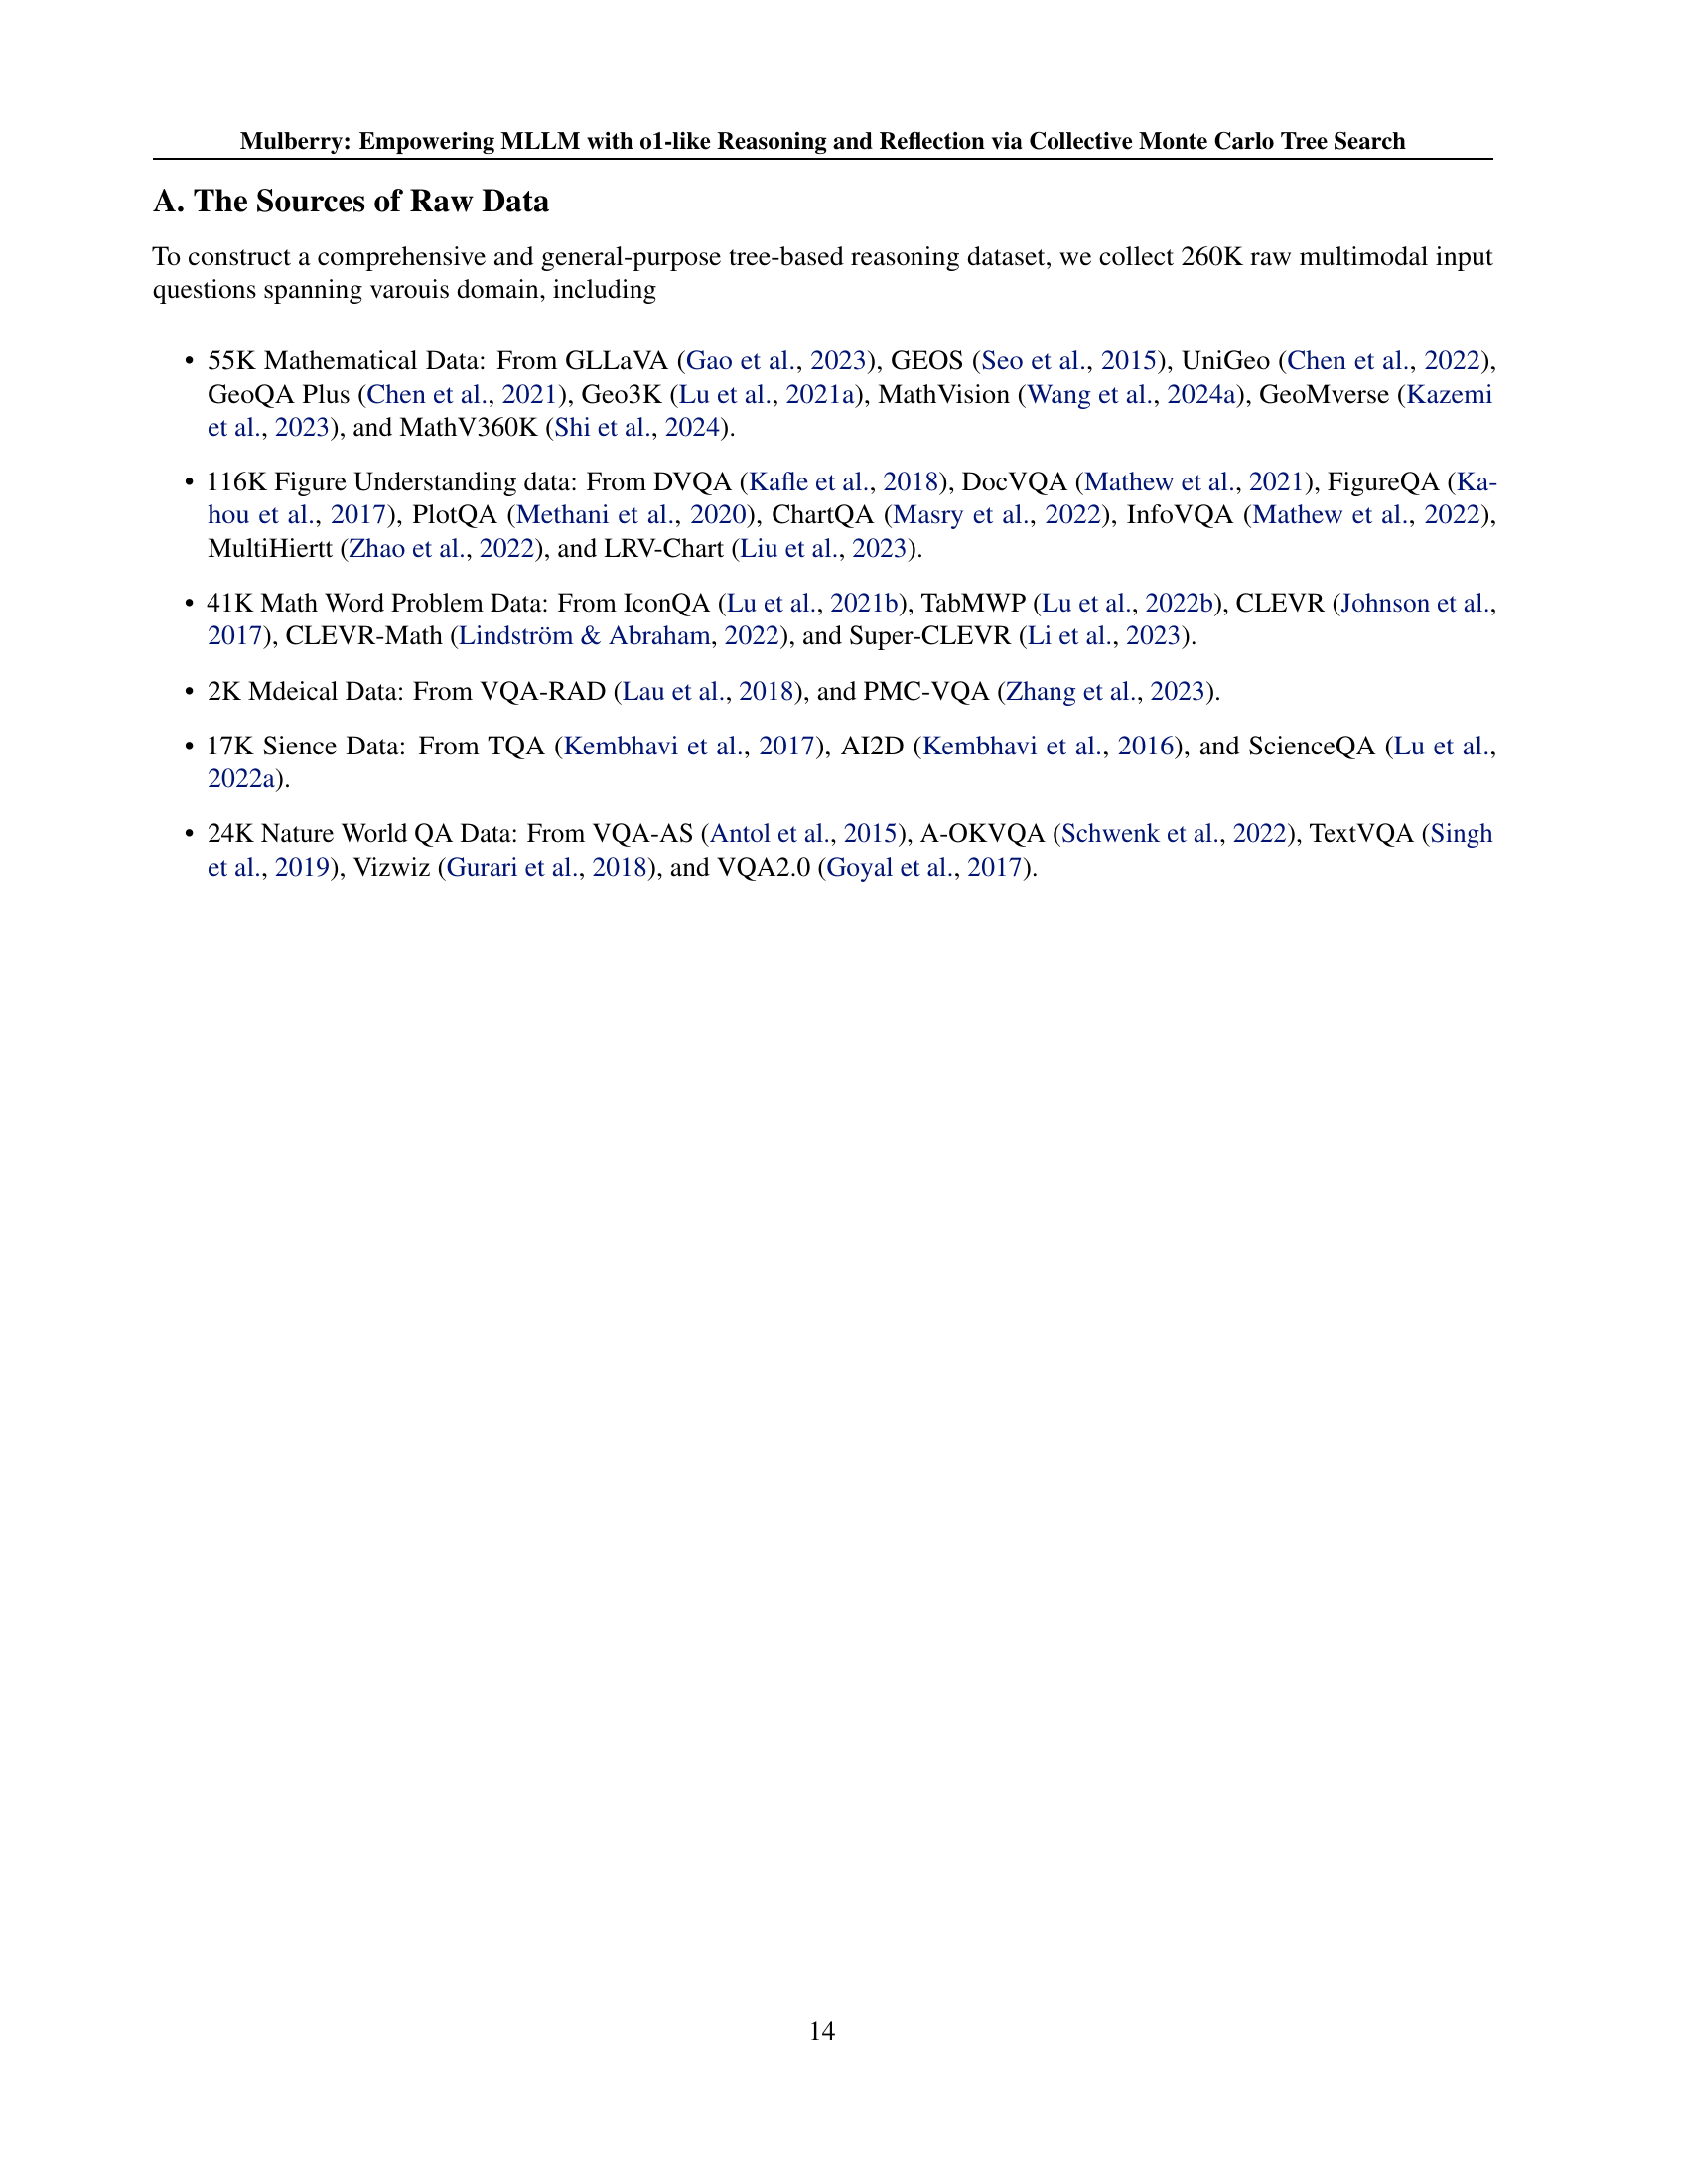 Mulberry: Empowering MLLM with o1-like Reasoning and Reflection via Collective Monte Carlo Tree Search
A. The Sources of Raw Data
To construct a comprehensive and general-purpose tree-based reasoning dataset, we collect 260K raw multimodal input
questions spanning varouis domain, including
• 55K Mathematical Data: From GLLaVA (Gao et al., 2023), GEOS (Seo et al., 2015), UniGeo (Chen et al., 2022),
GeoQA Plus (Chen et al., 2021), Geo3K (Lu et al., 2021a), MathVision (Wang et al., 2024a), GeoMverse (Kazemi
et al., 2023), and MathV360K (Shi et al., 2024).
• 116K Figure Understanding data: From DVQA (Kafle et al., 2018), DocVQA (Mathew et al., 2021), FigureQA (Ka-
hou et al., 2017), PlotQA (Methani et al., 2020), ChartQA (Masry et al., 2022), InfoVQA (Mathew et al., 2022),
MultiHiertt (Zhao et al., 2022), and LRV-Chart (Liu et al., 2023).
• 41K Math Word Problem Data: From IconQA (Lu et al., 2021b), TabMWP (Lu et al., 2022b), CLEVR (Johnson et al.,
2017), CLEVR-Math (Lindström & Abraham, 2022), and Super-CLEVR (Li et al., 2023).
• 2K Mdeical Data: From VQA-RAD (Lau et al., 2018), and PMC-VQA (Zhang et al., 2023).
• 17K Sience Data: From TQA (Kembhavi et al., 2017), AI2D (Kembhavi et al., 2016), and ScienceQA (Lu et al.,
2022a).
• 24K Nature World QA Data: From VQA-AS (Antol et al., 2015), A-OKVQA (Schwenk et al., 2022), TextVQA (Singh
et al., 2019), Vizwiz (Gurari et al., 2018), and VQA2.0 (Goyal et al., 2017).
14